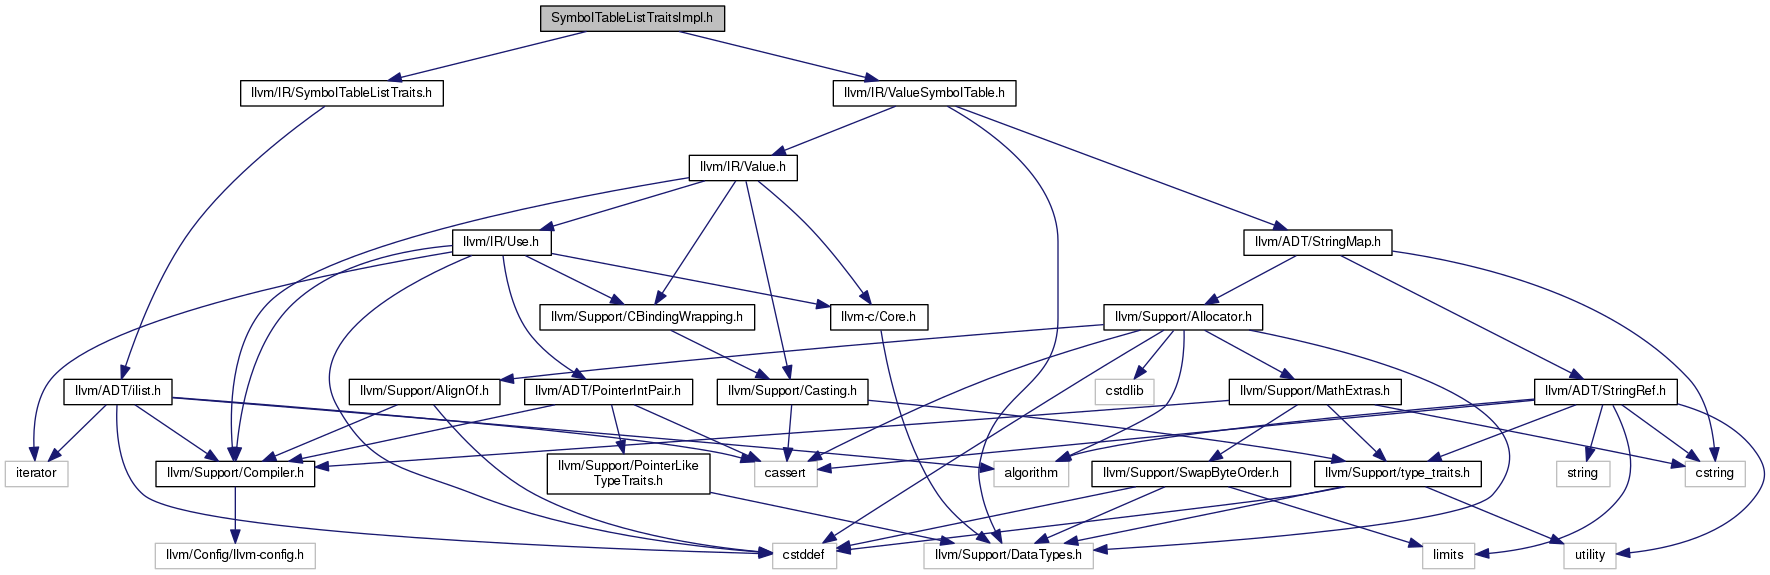 SymbolTableListTraitsImpl.h
llvm/IR/SymbolTableListTraits.h
llvm/IR/ValueSymbolTable.h
llvm/IR/Value.h
llvm/IR/Use.h
llvm/ADT/StringMap.h
llvm/Support/CBindingWrapping.h
llvm-c/Core.h
llvm/Support/Allocator.h
llvm/ADT/ilist.h
llvm/Support/AlignOf.h
llvm/ADT/PointerIntPair.h
llvm/Support/Casting.h
cstdlib
llvm/Support/MathExtras.h
llvm/ADT/StringRef.h
iterator
llvm/Support/Compiler.h
llvm/Support/PointerLike
TypeTraits.h
cassert
algorithm
llvm/Support/SwapByteOrder.h
llvm/Support/type_traits.h
string
cstring
llvm/Config/llvm-config.h
cstddef
llvm/Support/DataTypes.h
limits
utility